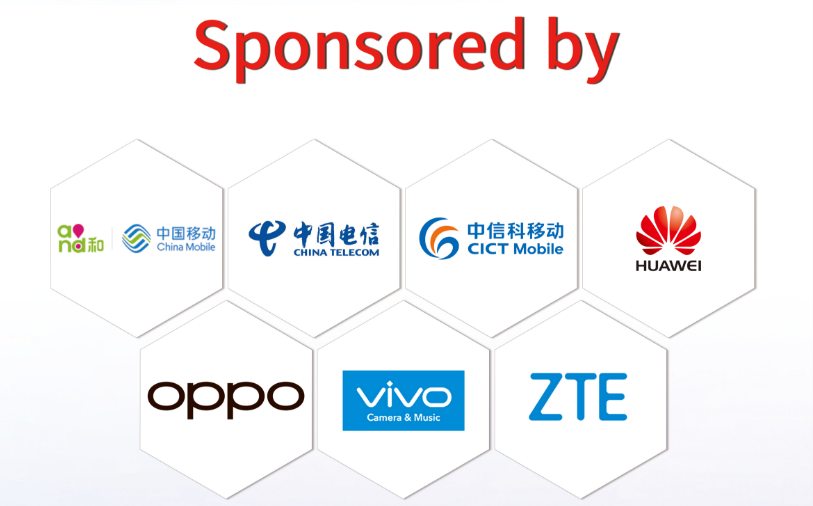 Sponsored by
and和
中国移动
China Mobile
中国电信
CHINA TELECOM
中信科移动
CICT Mobile
HUAWEI
oppo
vivo
Camera & Music
ZTE